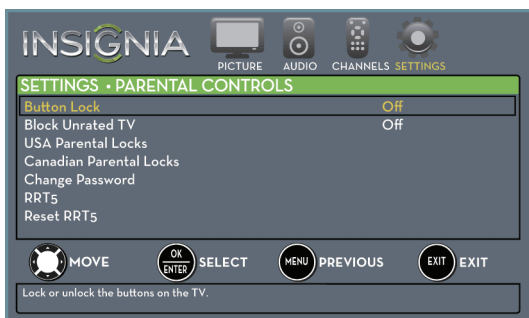 INSIGNIA
PICTURE AUDIO CHANNELS SETTINGS
SETTINGS • PARENTAL CONTROLS
Button Lock Off
Block Unrated TV Off
USA Parental Locks
Canadian Parental Locks
Change Password
RRT5
Reset RRT5
MOVE OK ENTER SELECT MENU PREVIOUS EXIT EXIT
Lock or unlock the buttons on the TV.